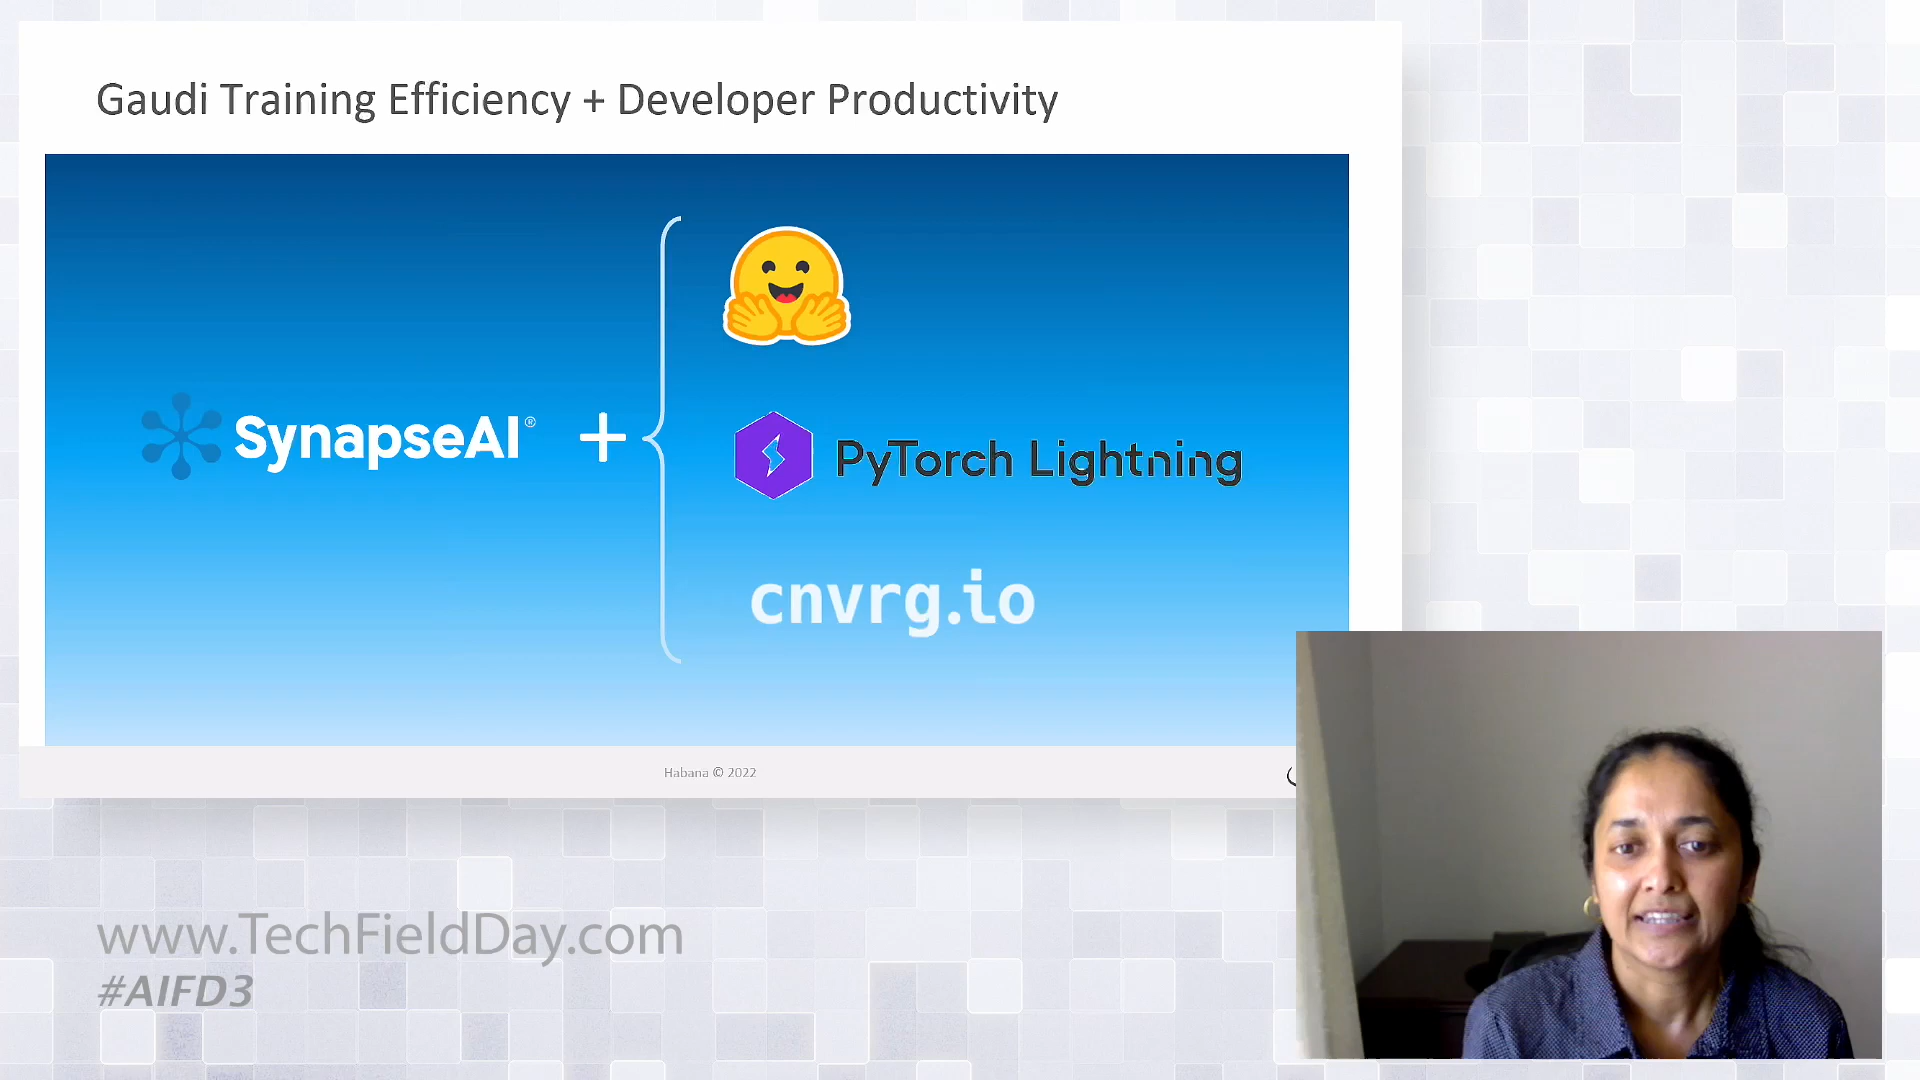 Gaudi Training Efficiency + Developer Productivity
SynapseAI®
+
PyTorch Lightning
cnvrg.io
Habana © 2022
www.TechFieldDay.com
#AIFD3